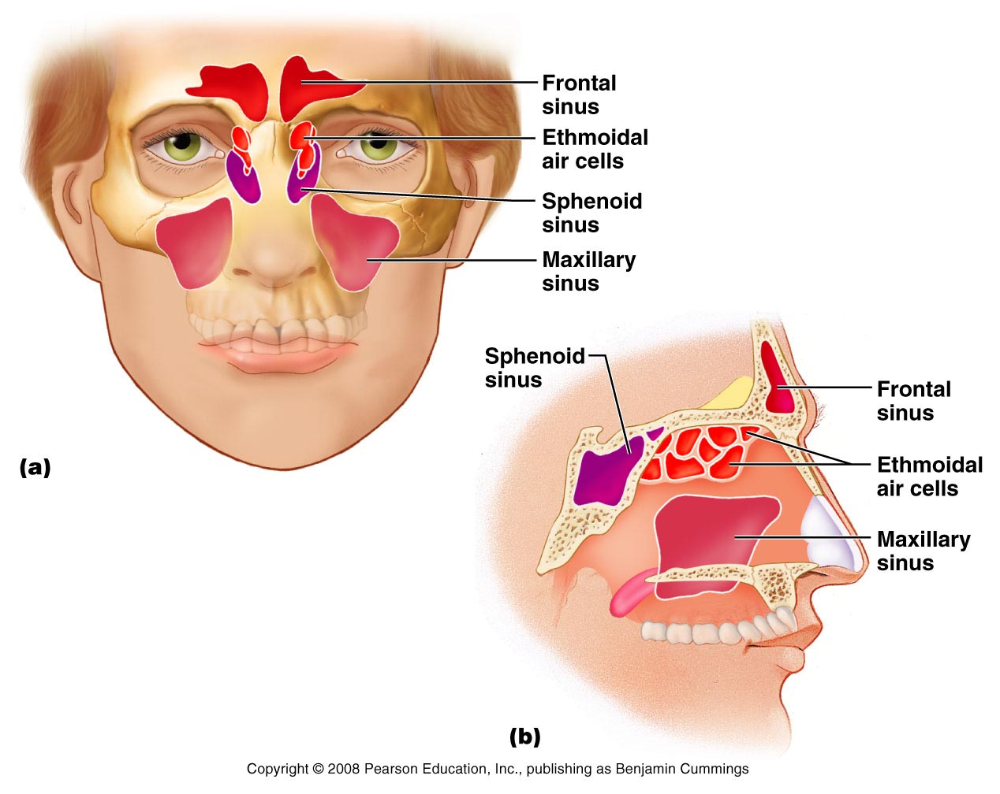 Frontal
sinus
Ethmoidal
air cells
Sphenoid
sinus
Maxillary
sinus
(a)
Sphenoid
sinus
Frontal
sinus
Ethmoidal
air cells
Maxillary
sinus
(b)
Copyright © 2008 Pearson Education, Inc., publishing as Benjamin Cummings